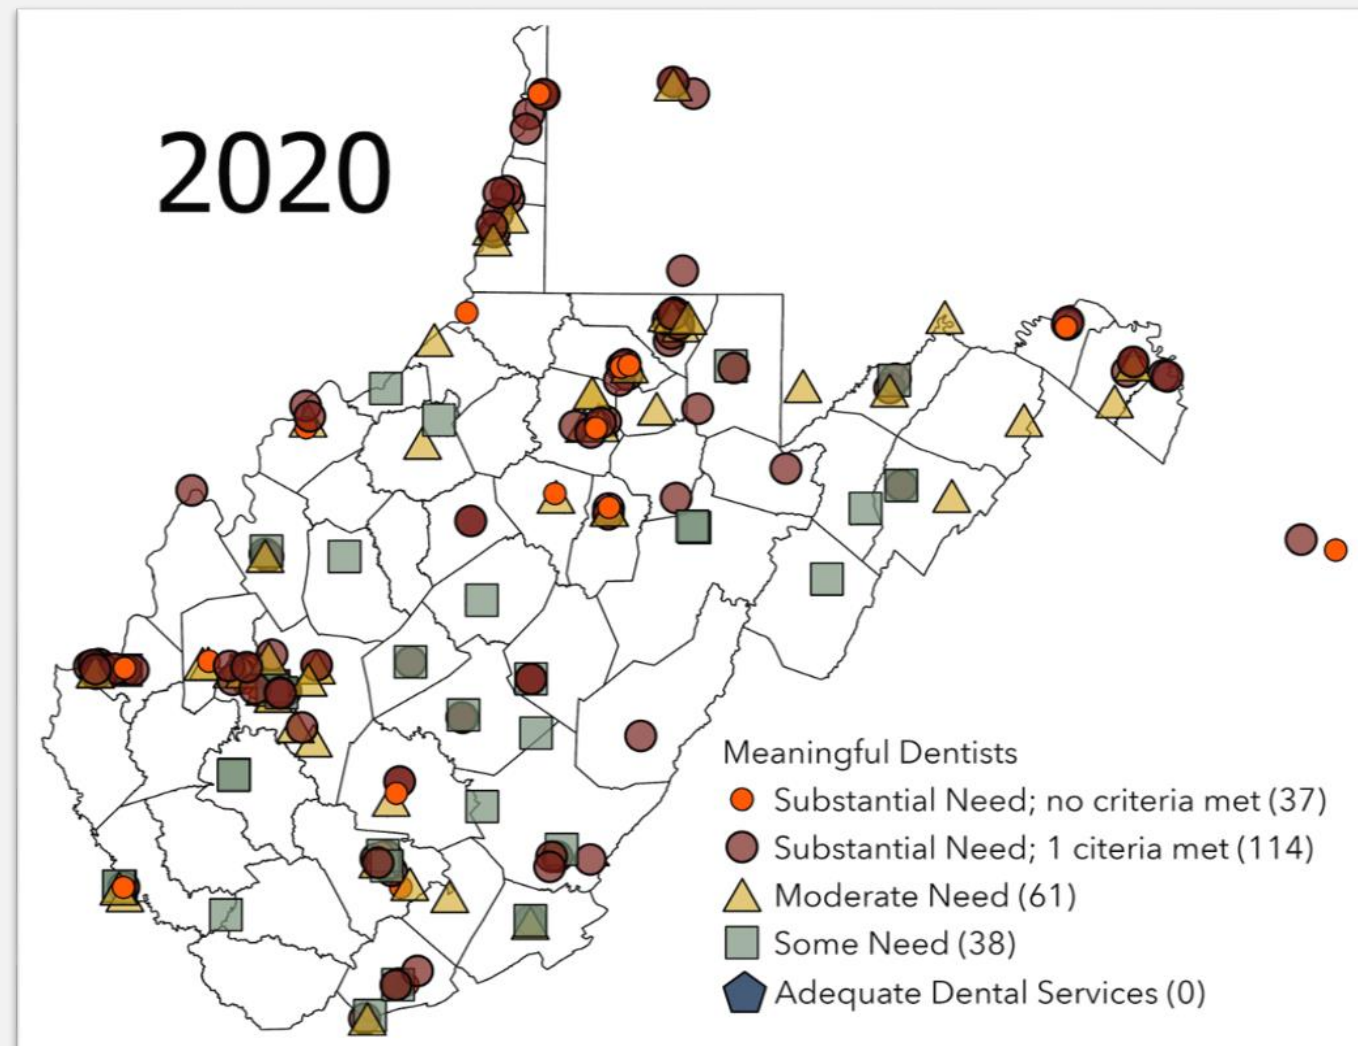 2020
Meaningful Dentists
Substantial Need; no criteria met (37)
Substantial Need; 1 citeria met (114)
Moderate Need (61)
Some Need (38)
Adequate Dental Services (0)